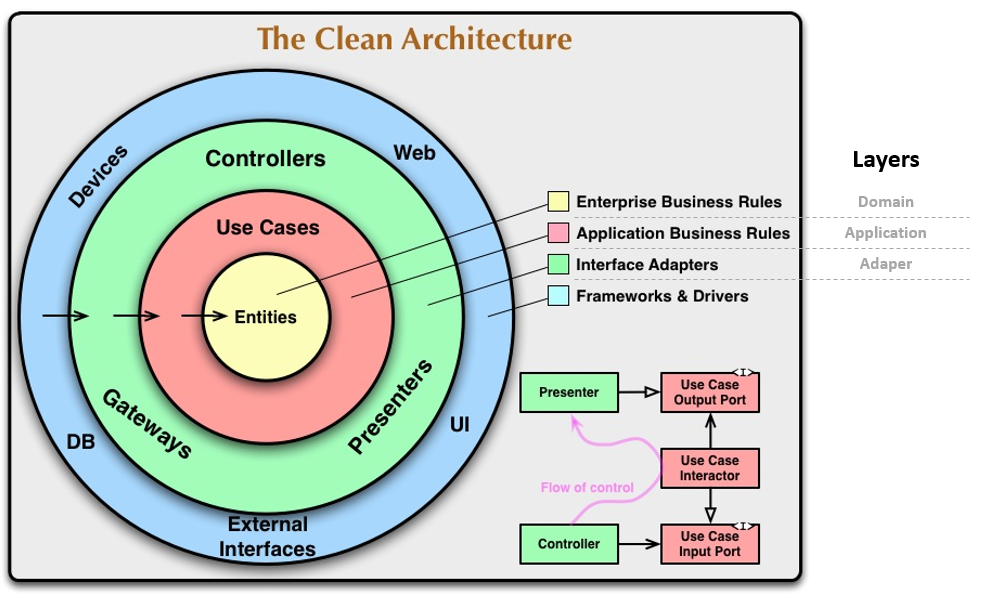 The Clean Architecture
Devices
Web
Controllers
Use Cases
Entities
Gateways
Presenters
DB
UI
External
Interfaces
Layers
Enterprise Business Rules
Domain
Application Business Rules
Application
Interface Adapters
Adaper
Frameworks & Drivers
Presenter
<I>
Use Case
Output Port
Use Case
Interactor
Flow of control
Controller
<I>
Use Case
Input Port